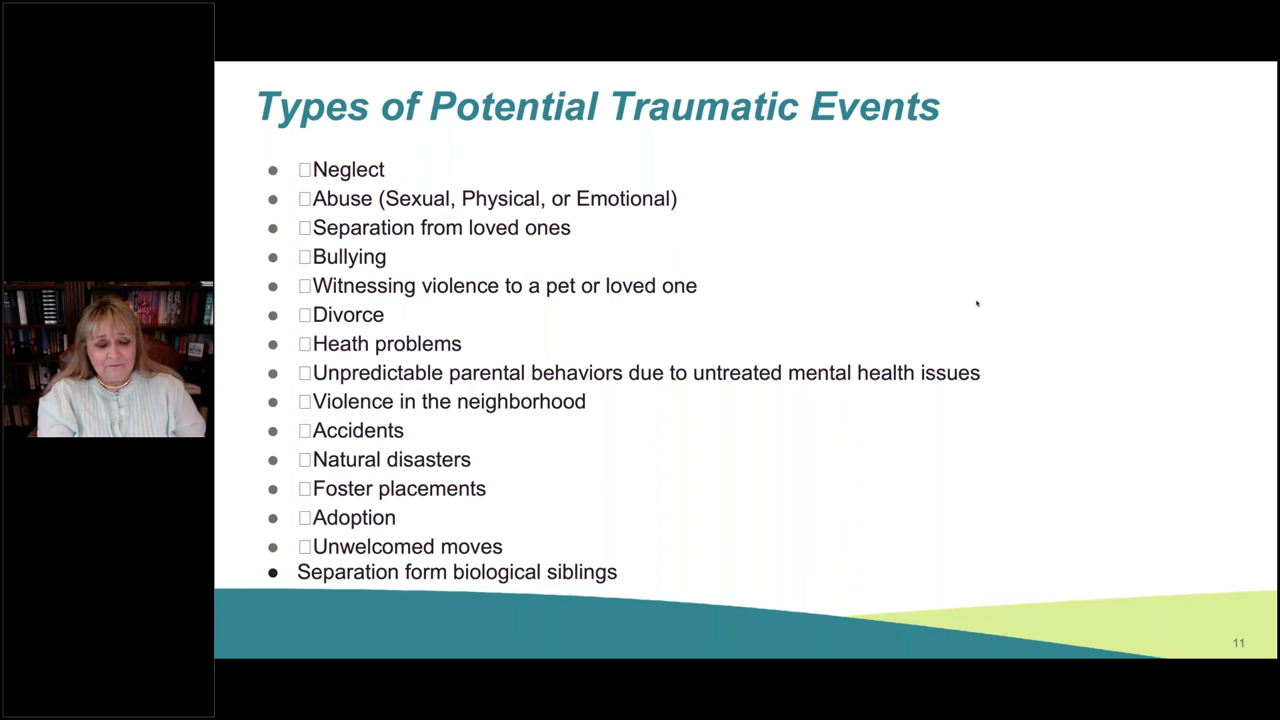 Types of Potential Traumatic Events
● □Neglect
● □Abuse (Sexual, Physical, or Emotional)
● □Separation from loved ones
● □Bullying
● □Witnessing violence to a pet or loved one
● □Divorce
● □Heath problems
● □Unpredictable parental behaviors due to untreated mental health issues
● □Violence in the neighborhood
● □Accidents
● □Natural disasters
● □Foster placements
● □Adoption
● □Unwelcomed moves
● Separation form biological siblings
11